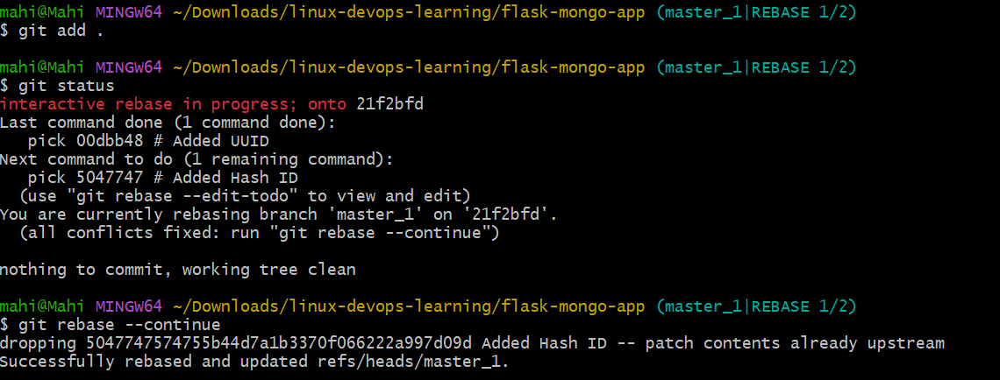 mahi@Mahi MINGW64 ~/Downloads/linux-devops-learning/flask-mongo-app (master_1|REBASE 1/2)
$ git add .
mahi@Mahi MINGW64 ~/Downloads/linux-devops-learning/flask-mongo-app (master_1|REBASE 1/2)
$ git status
interactive rebase in progress; onto 21f2bfd
Last command done (1 command done):
   pick 00dbb48 # Added UUID
Next command to do (1 remaining command):
   pick 5047747 # Added Hash ID
  (use "git rebase --edit-todo" to view and edit)
You are currently rebasing branch 'master_1' on '21f2bfd'.
  (all conflicts fixed: run "git rebase --continue")
nothing to commit, working tree clean
mahi@Mahi MINGW64 ~/Downloads/linux-devops-learning/flask-mongo-app (master_1|REBASE 1/2)
$ git rebase --continue
dropping 5047747574755b44d7a1b3370f066222a997d09d Added Hash ID -- patch contents already upstream
Successfully rebased and updated refs/heads/master_1.